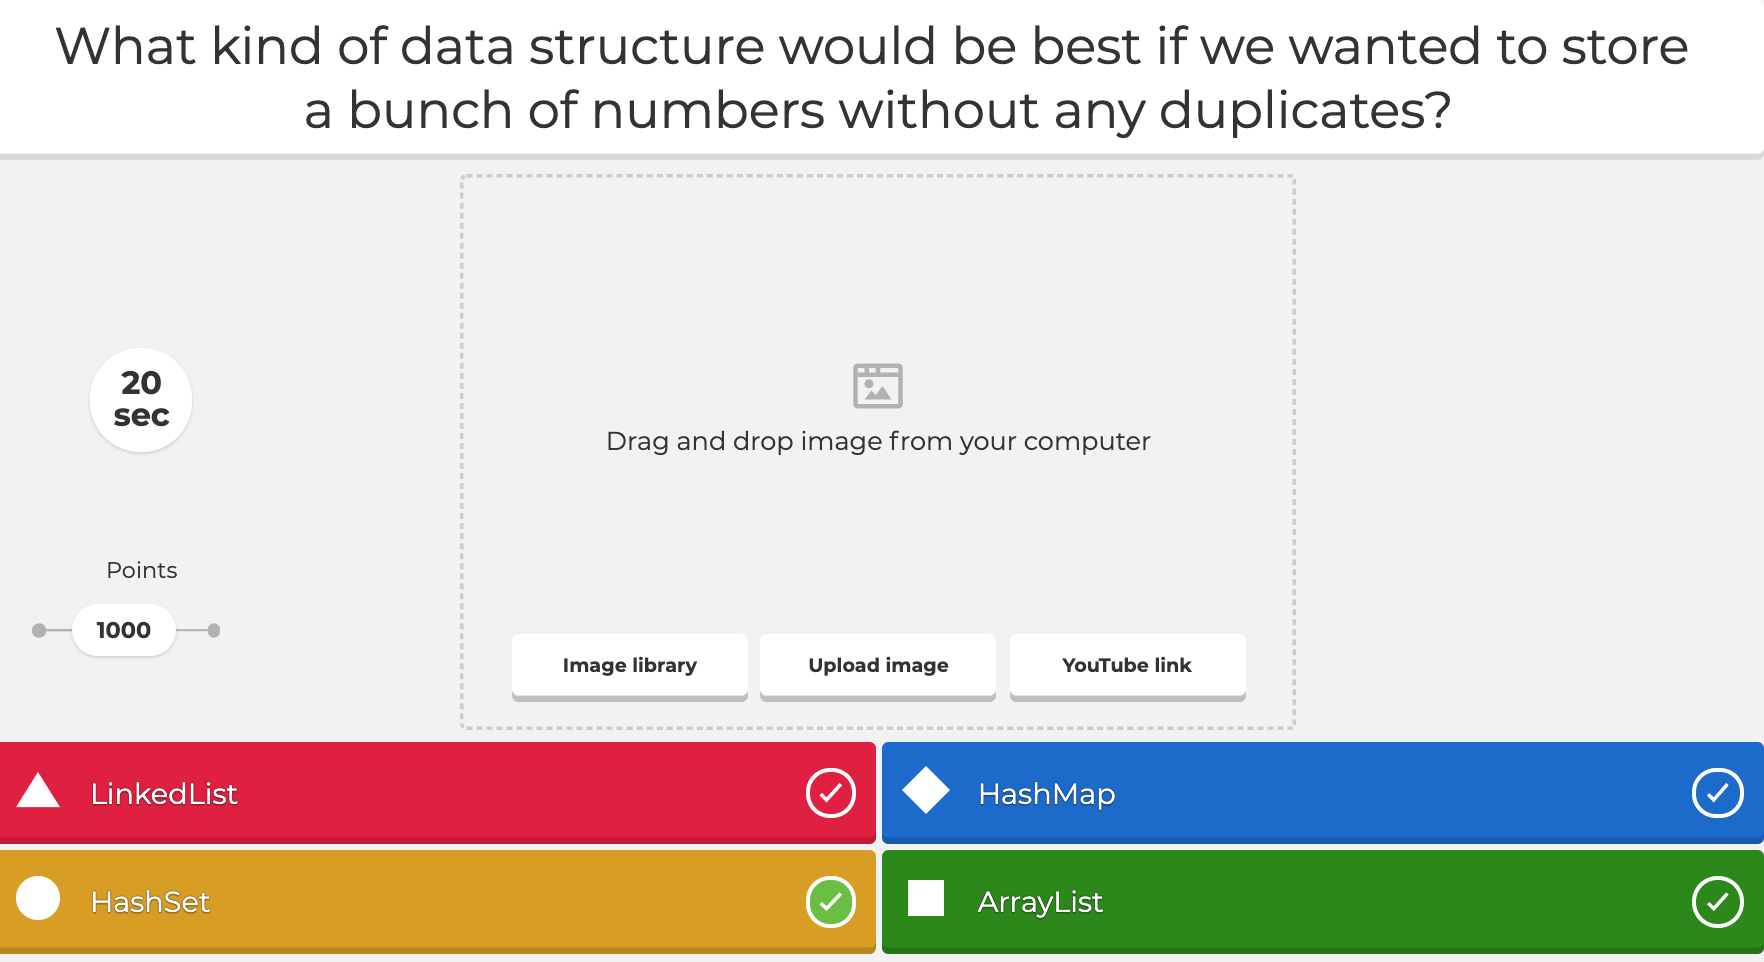 What kind of data structure would be best if we wanted to store
a bunch of numbers without any duplicates?
20
sec
Drag and drop image from your computer
Points
1000
Image library
Upload image
YouTube link
LinkedList
HashMap
HashSet
ArrayList